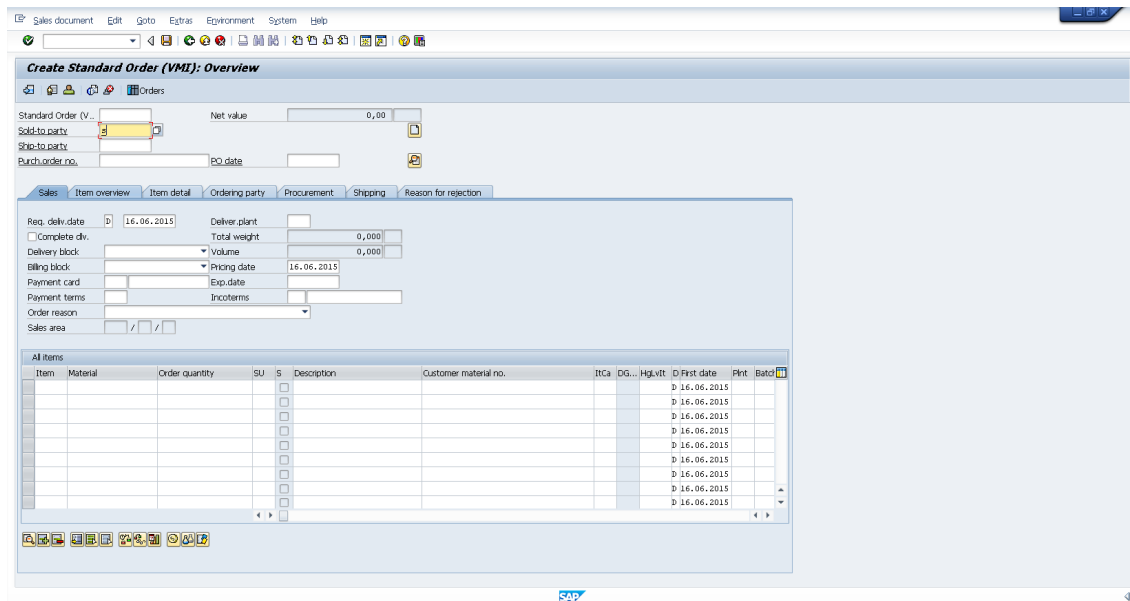 Sales document Edit Goto Extras Environment System Help
Create Standard Order (VMI): Overview
Orders
Standard Order (V... Net value 0,00
Sold-to party s
Ship-to party
Purch.order no. PO date
Sales Item overview Item detail Ordering party Procurement Shipping Reason for rejection
Req. deliv.date D 16.06.2015 Deliver.plant
Complete dlv. Total weight 0,000
Delivery block Volume 0,000
Billing block Pricing date 16.06.2015
Payment card Exp.date
Payment terms Incoterms
Order reason
Sales area / /
All items
Item Material Order quantity SU S Description Customer material no. ItCa DG... HgLvIt D First date Plnt Batch
D 16.06.2015
D 16.06.2015
D 16.06.2015
D 16.06.2015
D 16.06.2015
D 16.06.2015
D 16.06.2015
D 16.06.2015
D 16.06.2015
SAP